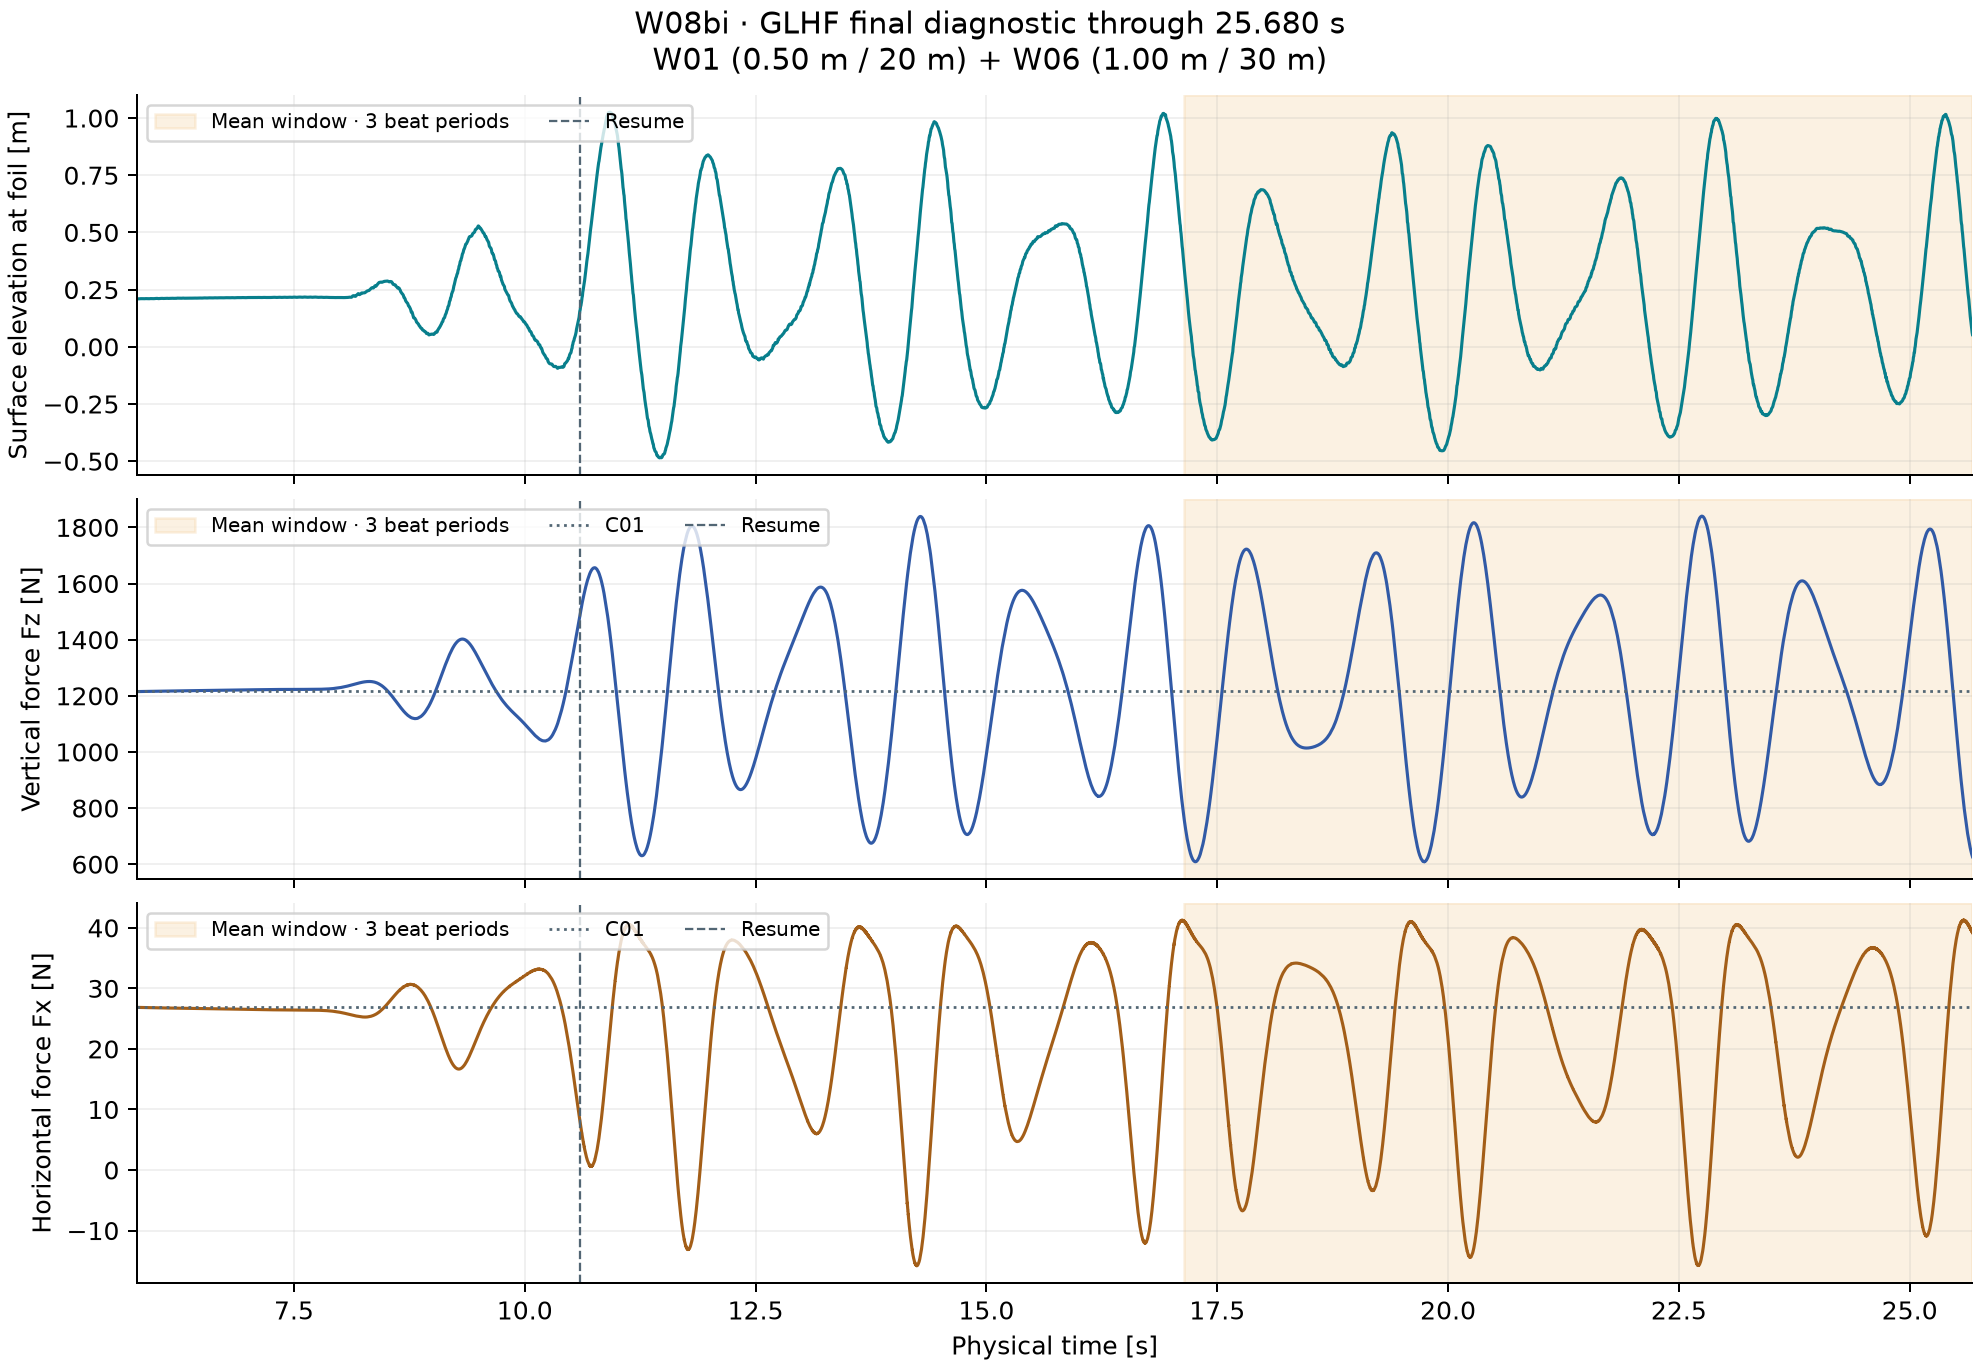 W08bi · GLHF final diagnostic through 25.680 s
W01 (0.50 m / 20 m) + W06 (1.00 m / 30 m)
Surface elevation at foil [m]
1.00
0.75
0.50
0.25
0.00
−0.25
−0.50
Mean window · 3 beat periods
Resume
Vertical force Fz [N]
1800
1600
1400
1200
1000
800
600
Mean window · 3 beat periods
C01
Resume
Horizontal force Fx [N]
40
30
20
10
0
−10
Mean window · 3 beat periods
C01
Resume
7.5
10.0
12.5
15.0
17.5
20.0
22.5
25.0
Physical time [s]